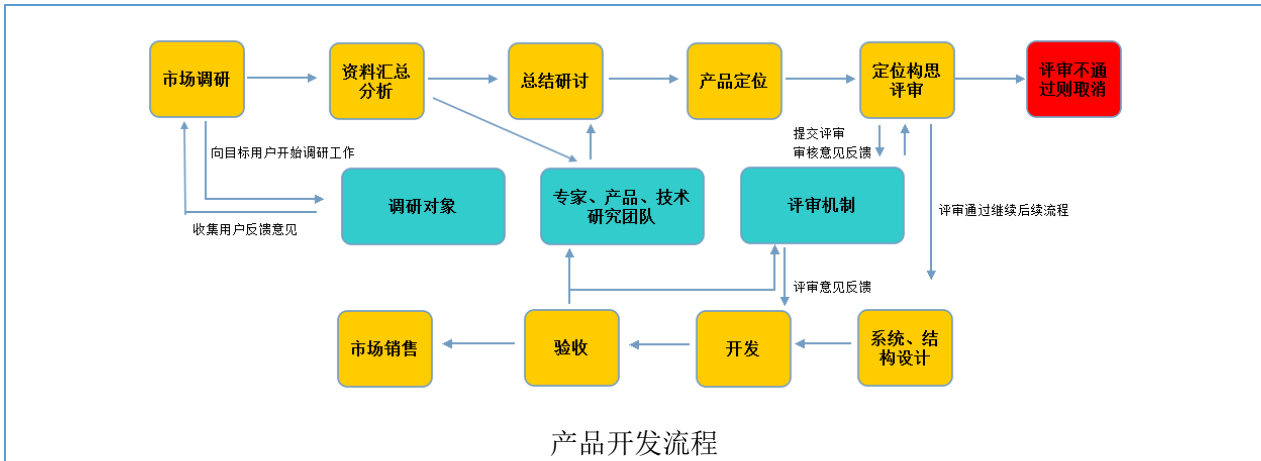 市场调研
资料汇总
分析
总结研讨
产品定位
定位构思
评审
评审不通
过则取消
提交评审
审核意见反馈
向目标用户开始调研工作
调研对象
专家、产品、技术
研究团队
评审机制
评审通过继续后续流程
收集用户反馈意见
评审意见反馈
市场销售
验收
开发
系统、结
构设计
产品开发流程